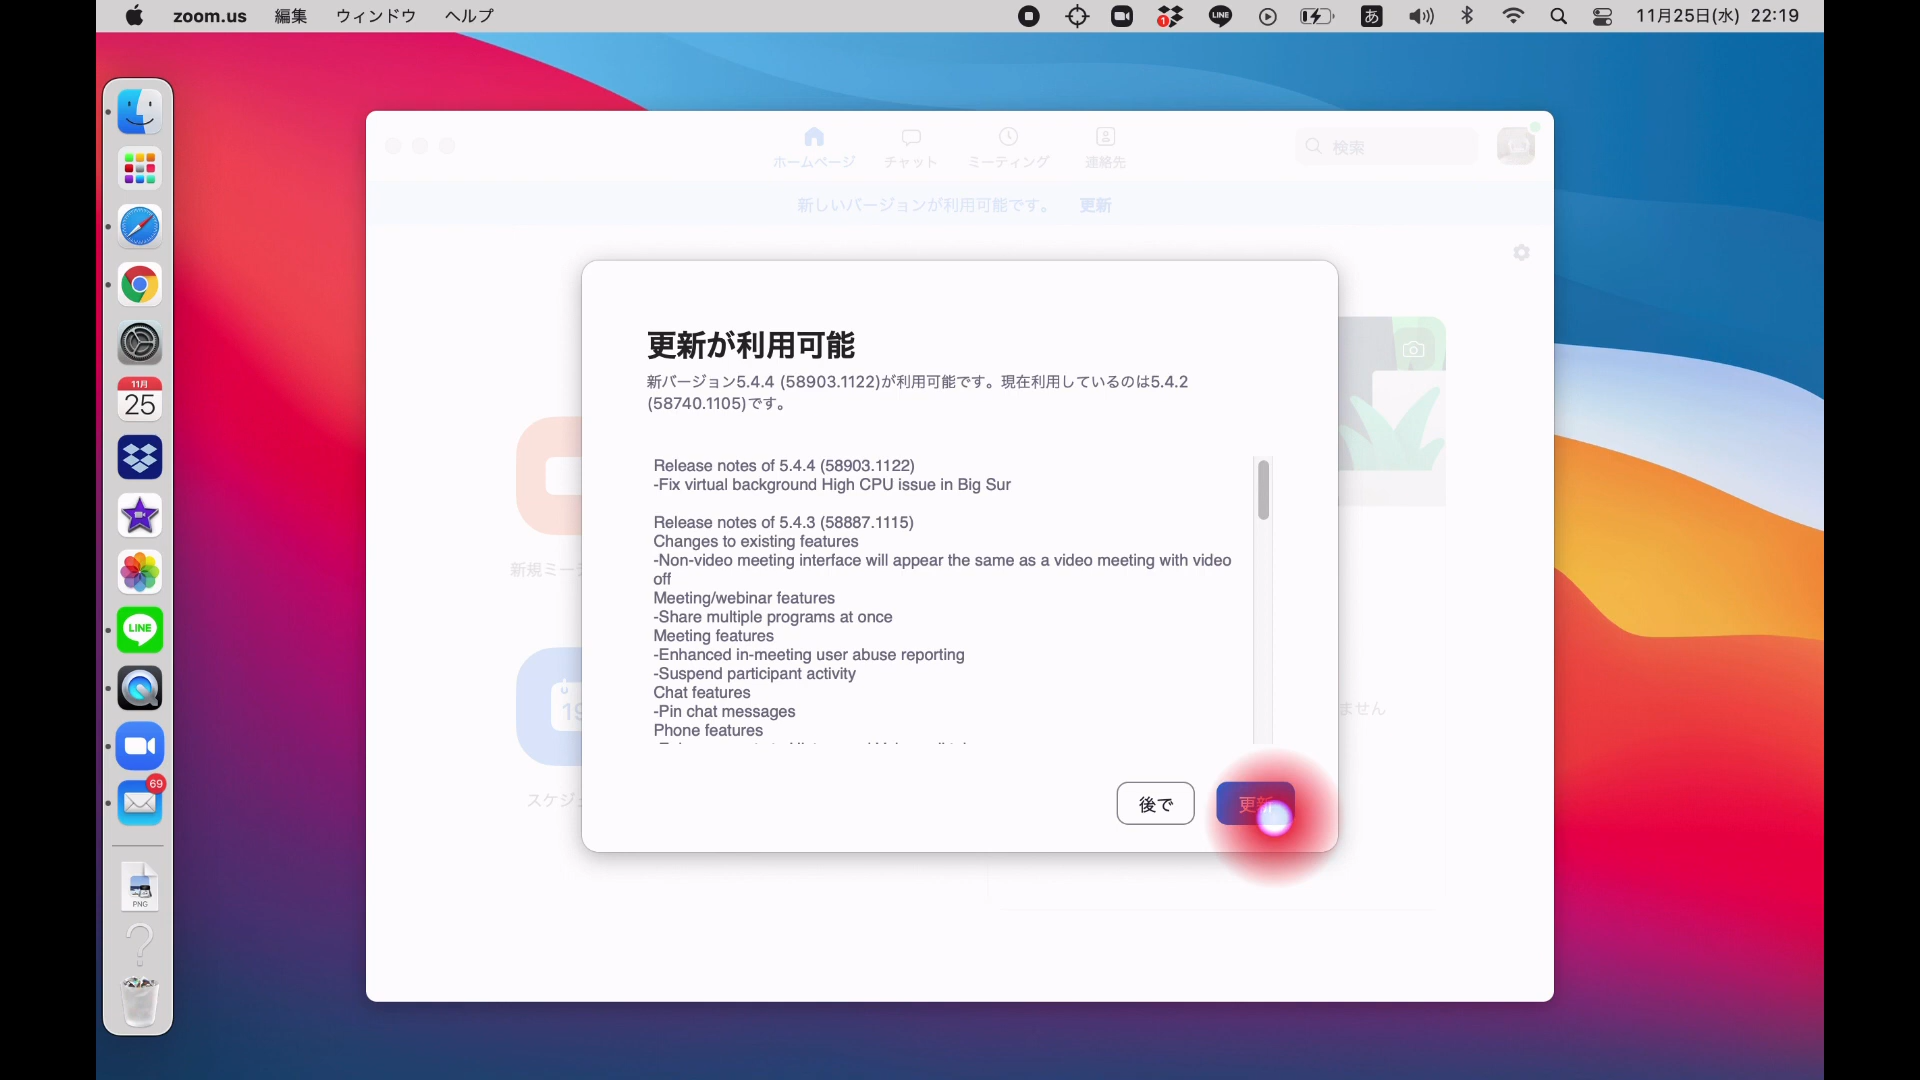 zoom.us 編集 ウィンドウ ヘルプ
1 LINE あ 11月25日(水) 22:19
ホームページ チャット ミーティング 連絡先
検索
新しいバージョンが利用可能です。 更新
11月
25
更新が利用可能
新バージョン5.4.4 (58903.1122)が利用可能です。現在利用しているのは5.4.2
(58740.1105)です。
Release notes of 5.4.4 (58903.1122)
-Fix virtual background High CPU issue in Big Sur
Release notes of 5.4.3 (58887.1115)
Changes to existing features
-Non-video meeting interface will appear the same as a video meeting with video
off
Meeting/webinar features
-Share multiple programs at once
Meeting features
-Enhanced in-meeting user abuse reporting
-Suspend participant activity
Chat features
-Pin chat messages
Phone features
新規ミーテ
LINE
19
ません
69
スケジ
後で 更新
PNG